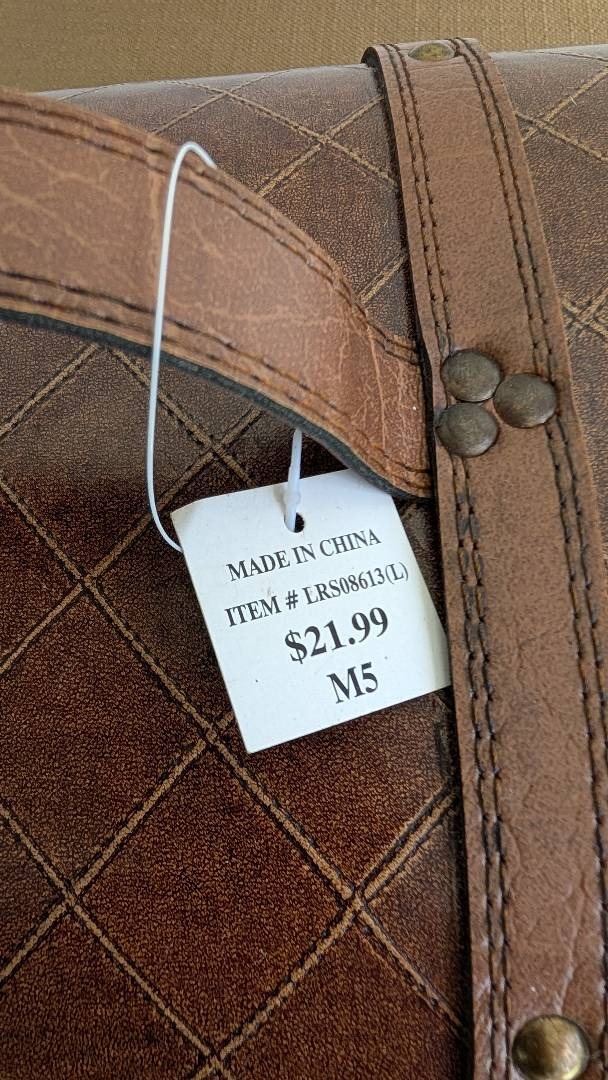 MADE IN CHINA
ITEM # LRS08613(L)
$21.99
M5